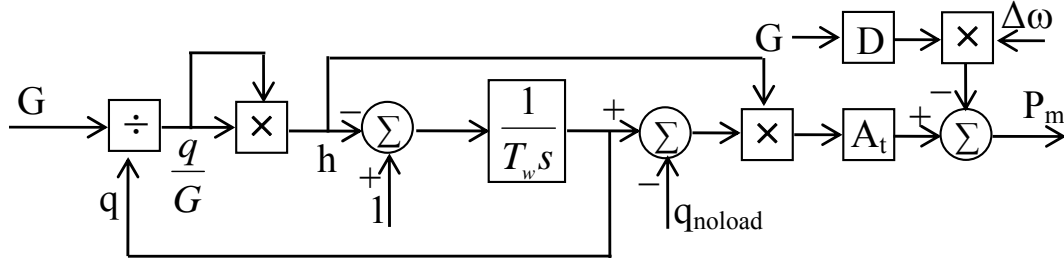 G D × Δω
G ÷ × − Σ 1/(T_w s) + Σ × A_t + Σ P_m
−
q/G h + −
q 1 q_noload